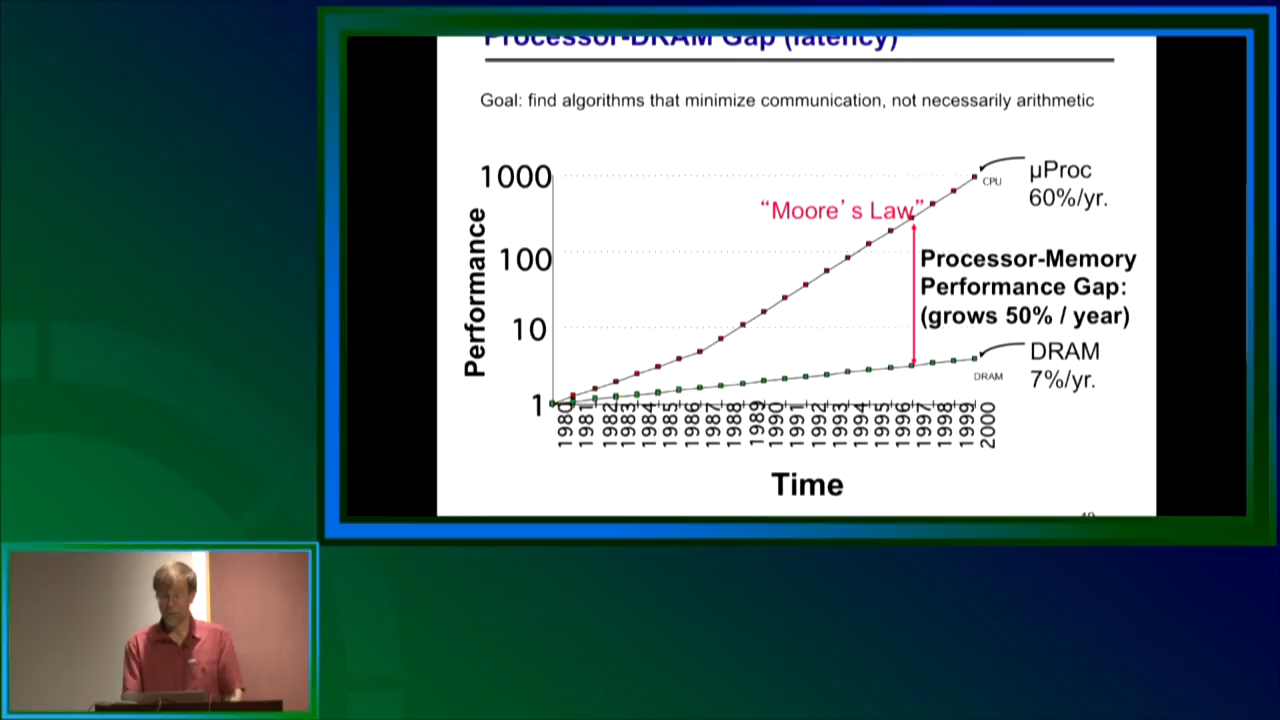 Processor-DRAM Gap (latency)
Goal: find algorithms that minimize communication, not necessarily arithmetic
1000
100
10
1
Performance
“Moore’s Law”
CPU
µProc
60%/yr.
Processor-Memory
Performance Gap:
(grows 50% / year)
DRAM
7%/yr.
DRAM
1980
1981
1982
1983
1984
1985
1986
1987
1988
1989
1990
1991
1992
1993
1994
1995
1996
1997
1998
1999
2000
Time